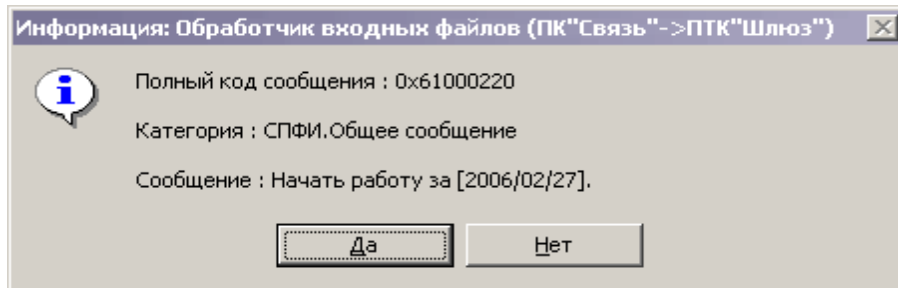 Информация: Обработчик входных файлов (ПК"Связь"->ПТК"Шлюз")
Полный код сообщения : 0x61000220
Категория : СПФИ.Общее сообщение
Сообщение : Начать работу за [2006/02/27].
Да Нет